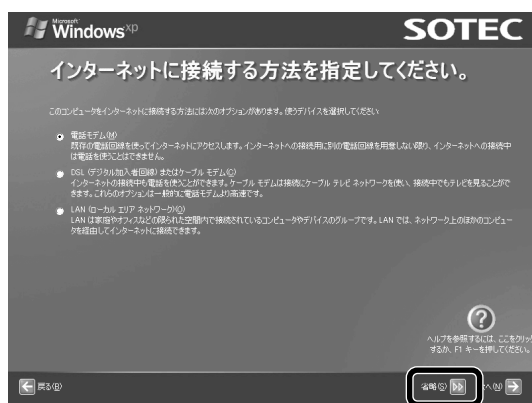 Microsoft
Windows xp
SOTEC
インターネットに接続する方法を指定してください。
このコンピュータをインターネットに接続する方法には次のオプションがあります。使うデバイスを選択してください
電話モデム(M)
既存の電話回線を使ってインターネットにアクセスします。インターネットへの接続用に別の電話回線を用意しない限り、インターネットへの接続中
は電話を使うことはできません。
DSL (デジタル加入者回線) またはケーブル モデム(C)
インターネットの接続中も電話を使うことができます。ケーブル モデムは接続にケーブル テレビ ネットワークを使い、接続中でもテレビを見ることがで
きます。これらのオプションは一般的に電話モデムより高速です。
LAN (ローカル エリア ネットワーク)(O)
LAN は家庭やオフィスなどの限られた空間内で接続されているコンピュータやデバイスのグループです。LAN では、ネットワーク上のほかのコンピュー
タを経由してインターネットに接続できます。
?
ヘルプを参照するには、ここをクリッ
するか、F1 キーを押してください。
戻る(B)
省略(S)
へ(N)